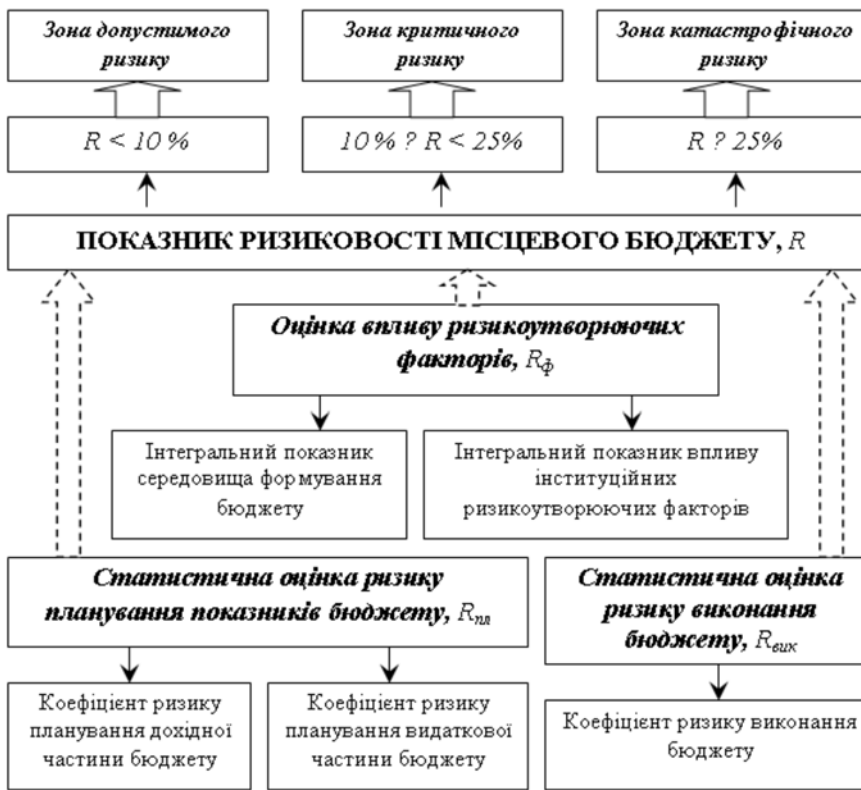 Зона допустимого
ризику
Зона критичного
ризику
Зона катастрофічного
ризику
R < 10 %
10 % ? R < 25%
R ? 25%
ПОКАЗНИК РИЗИКОВОСТІ МІСЦЕВОГО БЮДЖЕТУ, R
Оцінка впливу ризикоутворюючих
факторів, Rф
Інтегральний показник
середовища формування
бюджету
Інтегральний показник впливу
інституційних
ризикоутворюючих факторів
Статистична оцінка ризику
планування показників бюджету, Rпл
Статистична оцінка
ризику виконання
бюджету, Rвик
Коефіцієнт ризику
планування дохідної
частини бюджету
Коефіцієнт ризику
планування видаткової
частини бюджету
Коефіцієнт ризику виконання
бюджету